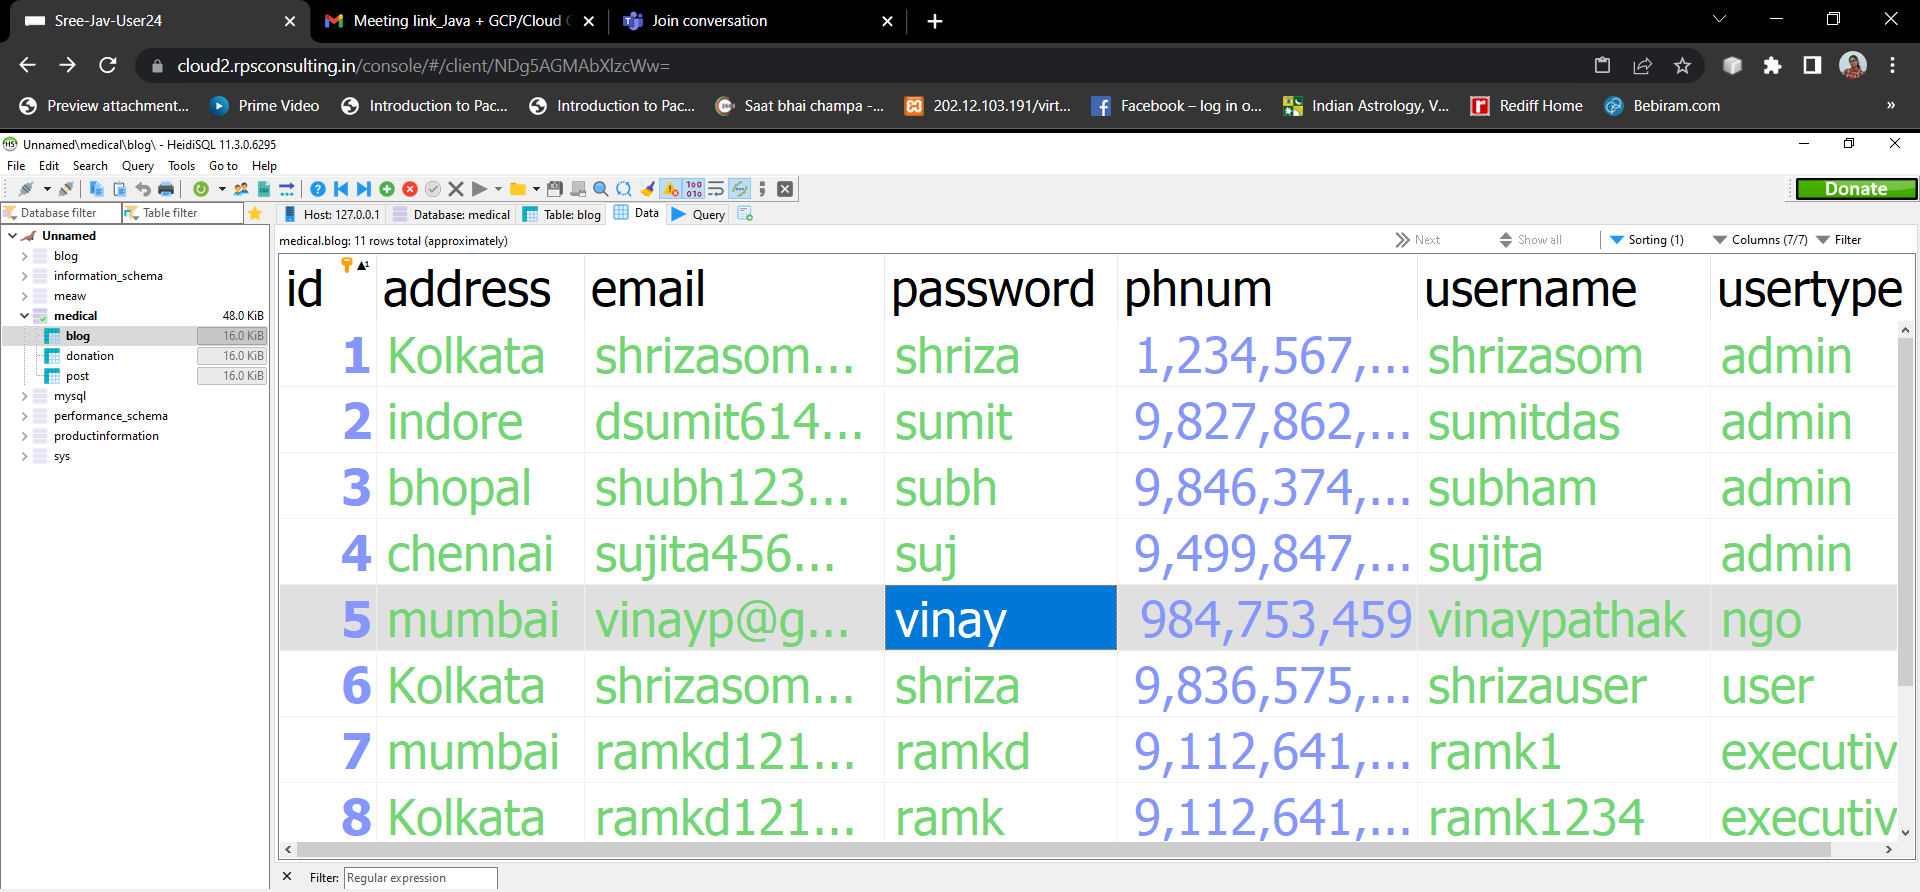 Sree-Jav-User24
Meeting link_Java + GCP/Cloud
Join conversation
cloud2.rpsconsulting.in/console/#/client/NDg5AGMAbXlzcWw=
Preview attachment...
Prime Video
Introduction to Pac...
Introduction to Pac...
Saat bhai champa -...
202.12.103.191/virt...
Facebook – log in o...
Indian Astrology, V...
Rediff Home
Bebiram.com
»
Unnamed\medical\blog\ - HeidiSQL 11.3.0.6295
File Edit Search Query Tools Go to Help
Donate
Database filter
Table filter
Host: 127.0.0.1
Database: medical
Table: blog
Data
Query
Unnamed
blog
information_schema
meaw
medical 48.0 KiB
blog 16.0 KiB
donation 16.0 KiB
post 16.0 KiB
mysql
performance_schema
productinformation
sys
medical.blog: 11 rows total (approximately)
Next
Show all
Sorting (1)
Columns (7/7)
Filter
id address email password phnum username usertype
1 Kolkata shrizasom... shriza 1,234,567,... shrizasom admin
2 indore dsumit614... sumit 9,827,862,... sumitdas admin
3 bhopal shubh123... subh 9,846,374,... subham admin
4 chennai sujita456... suj 9,499,847,... sujita admin
5 mumbai vinayp@g... vinay 984,753,459 vinaypathak ngo
6 Kolkata shrizasom... shriza 9,836,575,... shrizauser user
7 mumbai ramkd121... ramkd 9,112,641,... ramk1 executiv
8 Kolkata ramkd121... ramk 9,112,641,... ramk1234 executiv
Filter: Regular expression